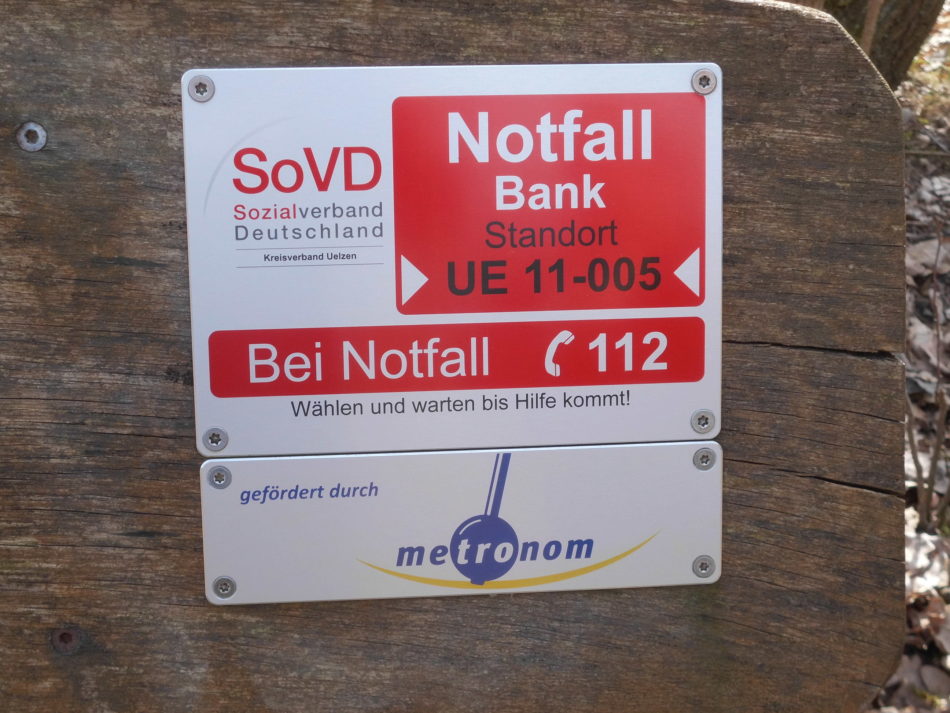 SoVD
Sozialverband
Deutschland
Kreisverband Uelzen
Notfall
Bank
Standort
UE 11-005
Bei Notfall 112
Wählen und warten bis Hilfe kommt!
gefördert durch
metronom